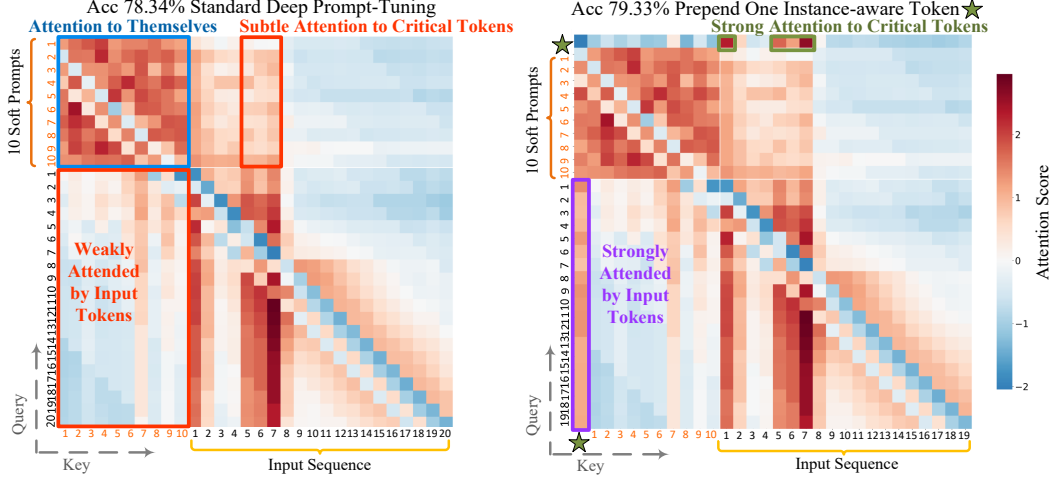 Acc 78.34% Standard Deep Prompt-Tuning
Attention to Themselves
Subtle Attention to Critical Tokens
10 Soft Prompts
1 2 3 4 5 6 7 8 9 10
1 2 3 4 5 6 7 8 9 10 11 12 13 14 15 16 17 18 19 20
Weakly
Attended
by Input
Tokens
Query
Key
1 2 3 4 5 6 7 8 9 10
1 2 3 4 5 6 7 8 9 10 11 12 13 14 15 16 17 18 19 20
Input Sequence
Acc 79.33% Prepend One Instance-aware Token
Strong Attention to Critical Tokens
10 Soft Prompts
1 2 3 4 5 6 7 8 9 10
1 2 3 4 5 6 7 8 9 10 11 12 13 14 15 16 17 18 19
Strongly
Attended
by Input
Tokens
Query
Key
1 2 3 4 5 6 7 8 9 10
1 2 3 4 5 6 7 8 9 10 11 12 13 14 15 16 17 18 19
Input Sequence
2
1
0
−1
−2
Attention Score